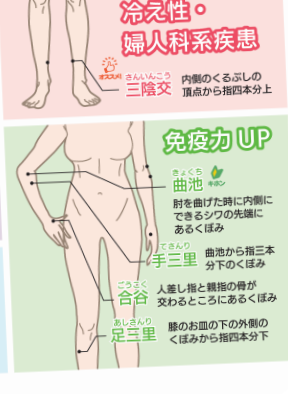 冷え性・
婦人科系疾患
オススメ!
さんいんこう
三陰交
内側のくるぶしの
頂点から指四本分上
免疫力 UP
きょくち
曲池
キホン
肘を曲げた時に内側に
できるシワの先端に
あるくぼみ
てさんり
手三里
曲池から指三本
分下のくぼみ
ごうこく
合谷
人差し指と親指の骨が
交わるところにあるくぼみ
あしさんり
足三里
膝のお皿の下の外側の
くぼみから指四本分下